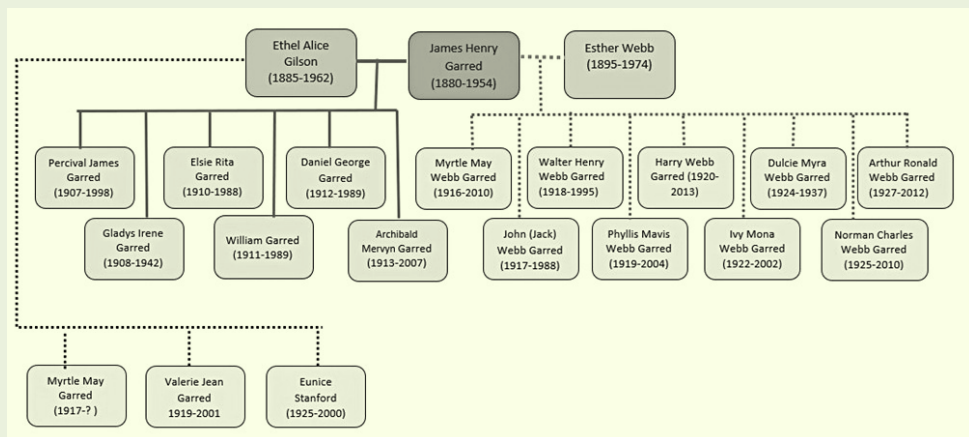 Ethel Alice
Gilson
(1885-1962)
James Henry
Garred
(1880-1954)
Esther Webb
(1895-1974)
Percival James
Garred
(1907-1998)
Elsie Rita
Garred
(1910-1988)
Daniel George
Garred
(1912-1989)
Myrtle May
Webb Garred
(1916-2010)
Walter Henry
Webb Garred
(1918-1995)
Harry Webb
Garred (1920-
2013)
Dulcie Myra
Webb Garred
(1924-1937)
Arthur Ronald
Webb Garred
(1927-2012)
Gladys Irene
Garred
(1908-1942)
William Garred
(1911-1989)
Archibald
Mervyn Garred
(1913-2007)
John (Jack)
Webb Garred
(1917-1988)
Phyllis Mavis
Webb Garred
(1919-2004)
Ivy Mona
Webb Garred
(1922-2002)
Norman Charles
Webb Garred
(1925-2010)
Myrtle May
Garred
(1917-? )
Valerie Jean
Garred
1919-2001
Eunice
Stanford
(1925-2000)